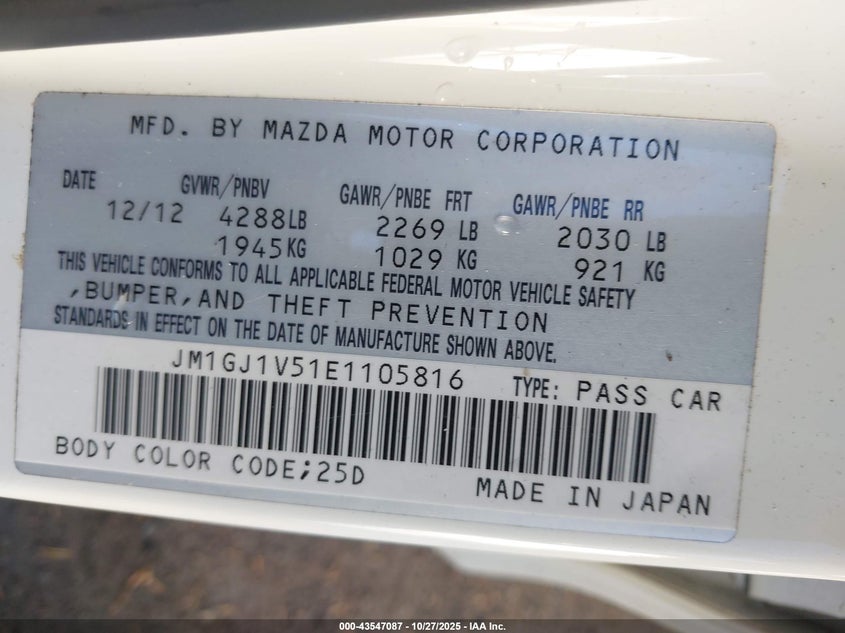 MFD. BY MAZDA MOTOR CORPORATION
DATE GVWR/PNBV GAWR/PNBE FRT GAWR/PNBE RR
12/12 4288LB 2269 LB 2030 LB
1945KG 1029 KG 921 KG
THIS VEHICLE CONFORMS TO ALL APPLICABLE FEDERAL MOTOR VEHICLE SAFETY
,BUMPER,AND THEFT PREVENTION
STANDARDS IN EFFECT ON THE DATE OF MANUFACTURE SHOWN ABOVE.
JM1GJ1V51E1105816 TYPE: PASS CAR
BODY COLOR CODE;25D
MADE IN JAPAN
000-43547087 - 10/27/2025 - IAA Inc.